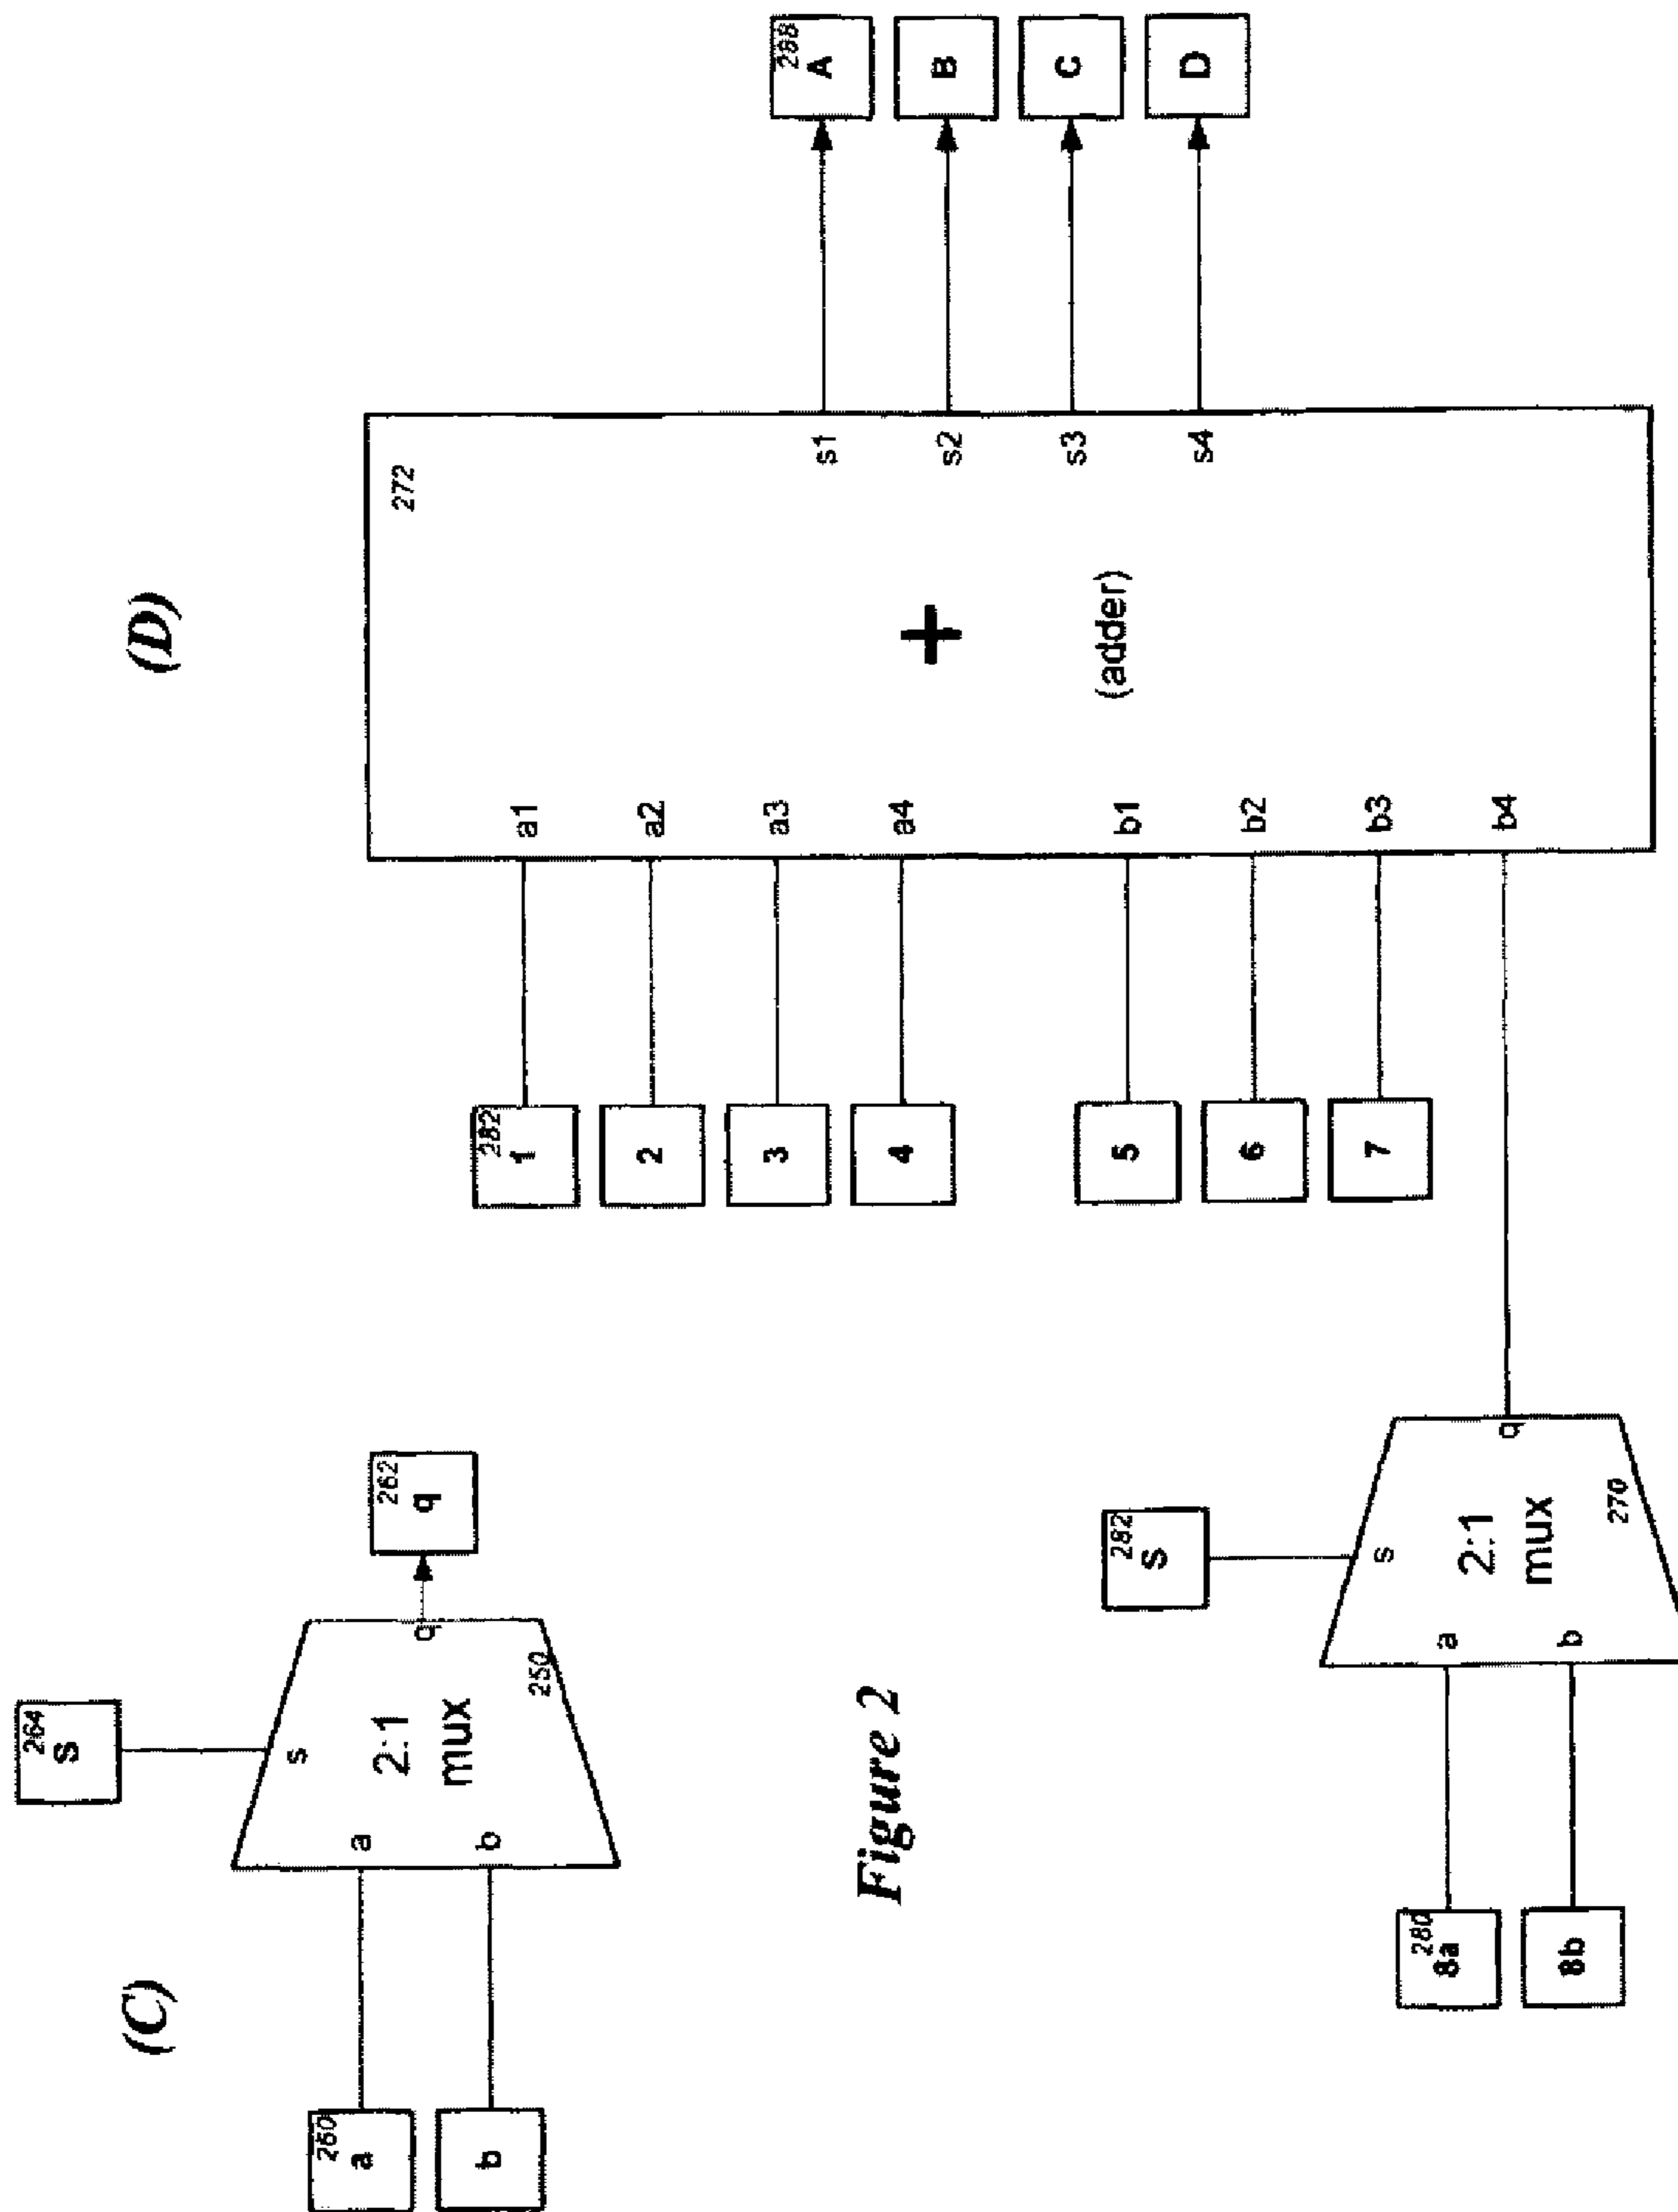 (C)
264
s
260
a
b
s
a
b
2:1
mux
250
q
262
q
Figure 2
(D)
282
1
2
3
4
5
6
7
a1
a2
a3
a4
b1
b2
b3
b4
272
+
(adder)
s1
s2
s3
s4
288
A
B
C
D
282
s
280
8a
8b
s
a
b
2:1
mux
270
q